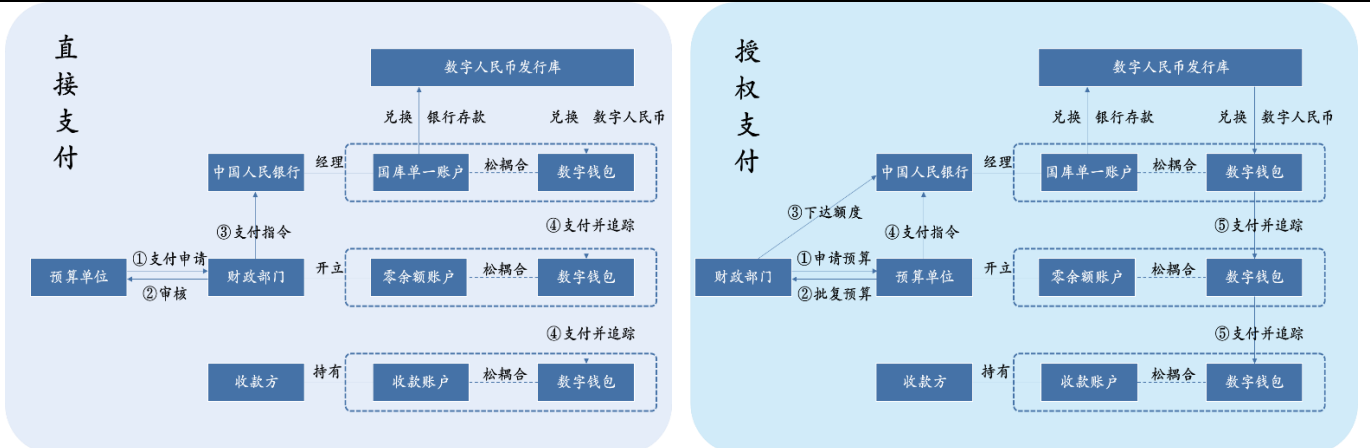 直接支付
数字人民币发行库
兑换 银行存款
兑换 数字人民币
中国人民银行
经理
国库单一账户
松耦合
数字钱包
③支付指令
④支付并追踪
①支付申请
预算单位
财政部门
②审核
开立
零余额账户
松耦合
数字钱包
④支付并追踪
收款方
持有
收款账户
松耦合
数字钱包
授权支付
数字人民币发行库
兑换 银行存款
兑换 数字人民币
中国人民银行
经理
国库单一账户
松耦合
数字钱包
③下达额度
④支付指令
⑤支付并追踪
①申请预算
财政部门
预算单位
②批复预算
开立
零余额账户
松耦合
数字钱包
⑤支付并追踪
收款方
持有
收款账户
松耦合
数字钱包